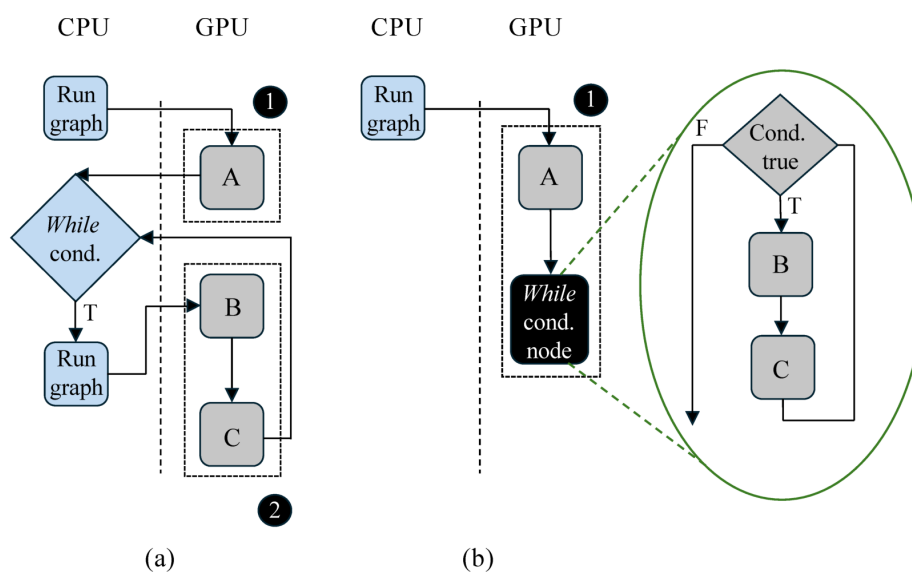 CPU
GPU
Run
graph
1
A
While
cond.
T
Run
graph
B
C
2
(a)
CPU
GPU
Run
graph
1
A
While
cond.
node
F
Cond.
true
T
B
C
(b)